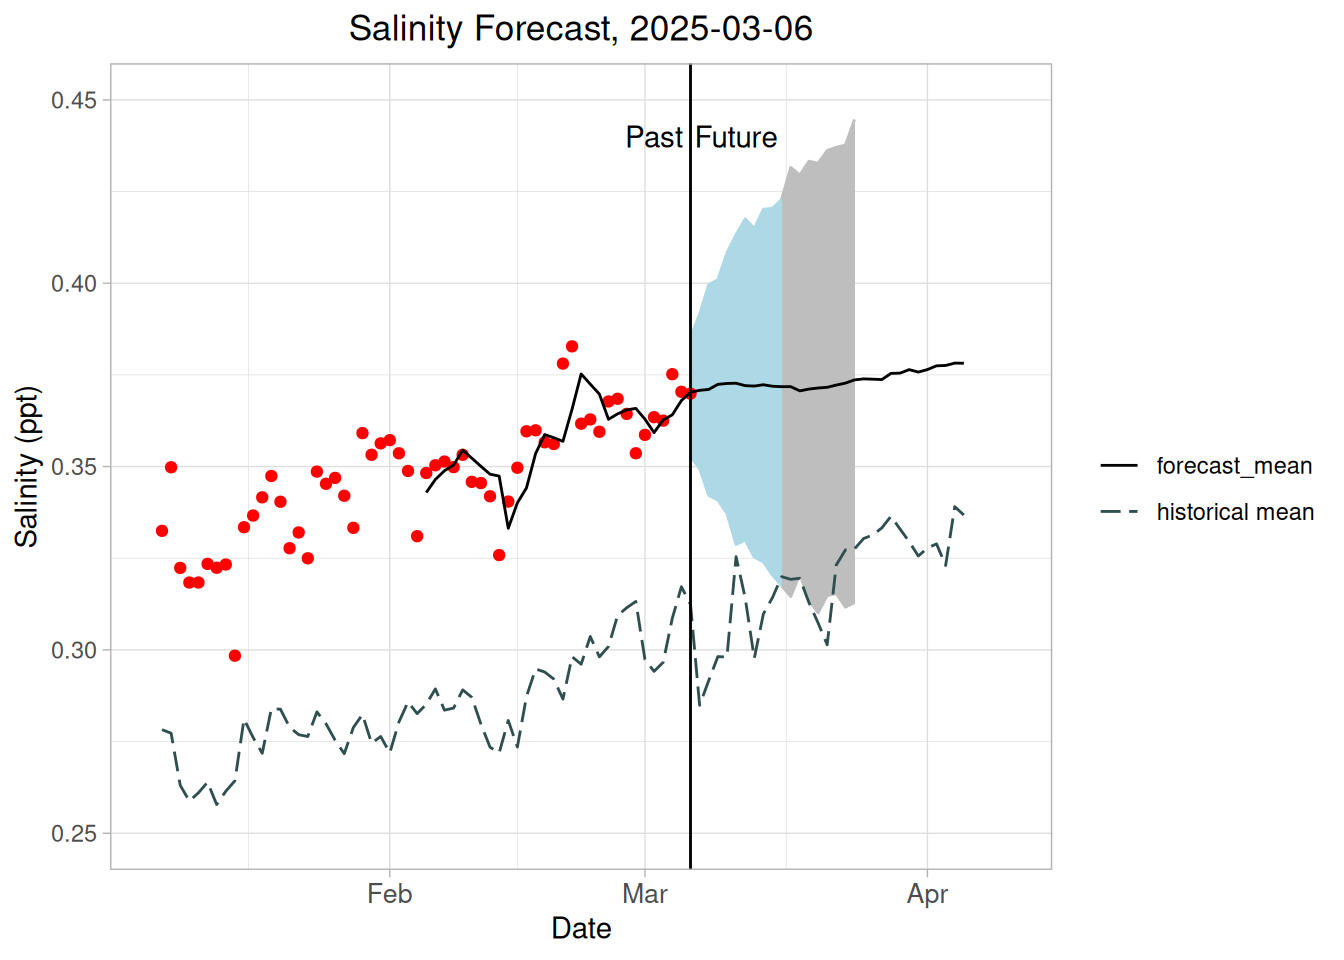 Salinity Forecast, 2025-03-06
0.45
Past Future
0.40
0.35
0.30
0.25
Salinity (ppt)
Feb Mar Apr
Date
forecast_mean
historical mean